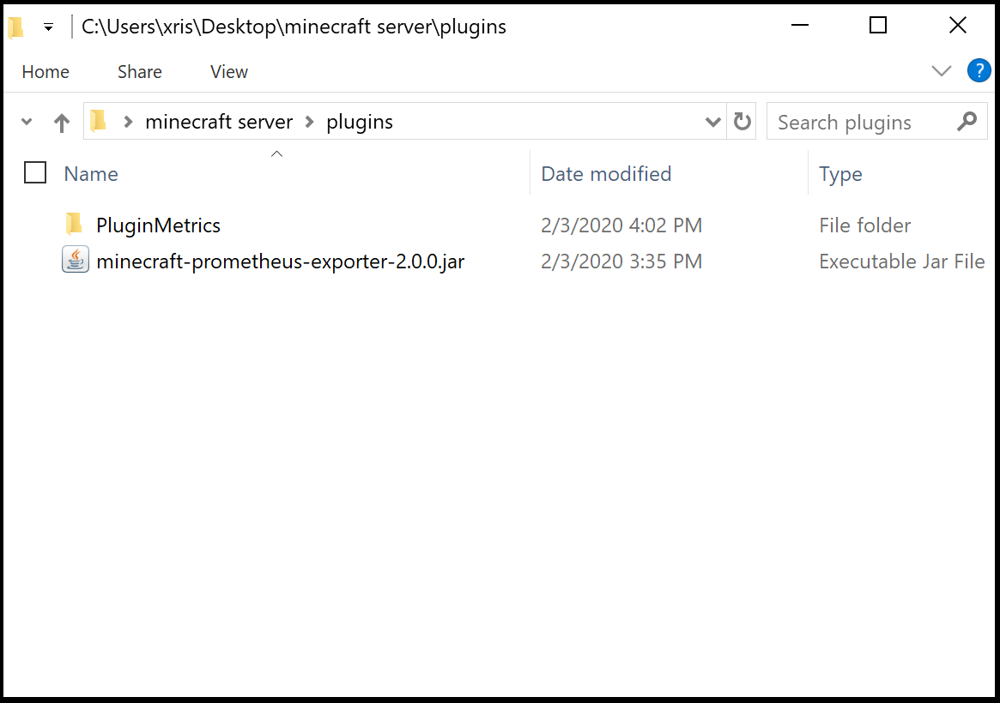 C:\Users\xris\Desktop\minecraft server\plugins
Home Share View ?
minecraft server plugins Search plugins
Name Date modified Type
PluginMetrics 2/3/2020 4:02 PM File folder
minecraft-prometheus-exporter-2.0.0.jar 2/3/2020 3:35 PM Executable Jar File